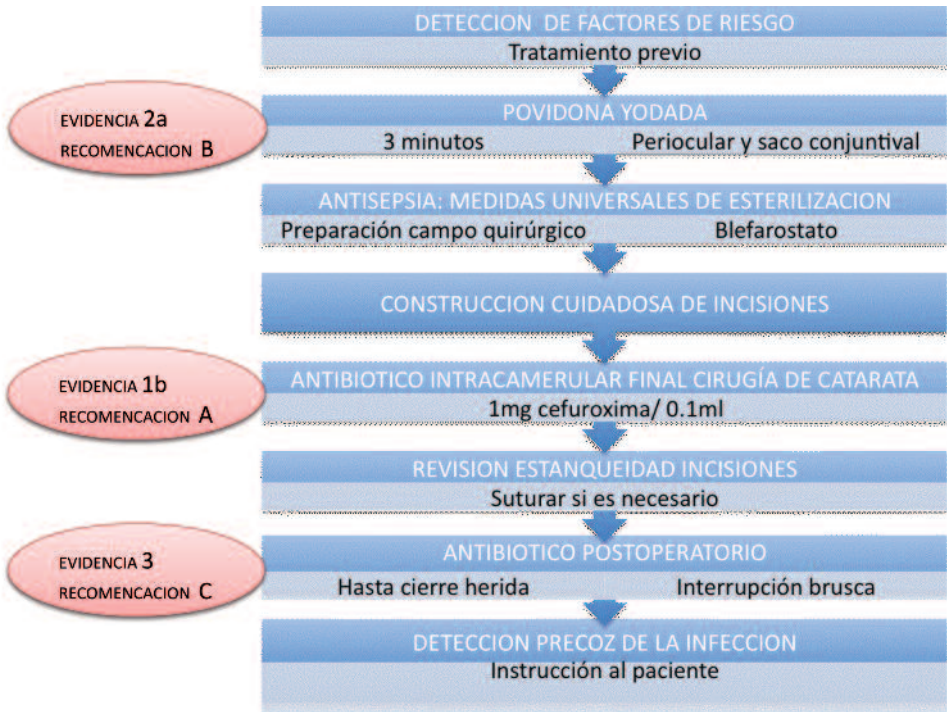 DETECCION DE FACTORES DE RIESGO
Tratamiento previo
EVIDENCIA 2a
RECOMENCACION B
POVIDONA YODADA
3 minutos Periocular y saco conjuntival
ANTISEPSIA: MEDIDAS UNIVERSALES DE ESTERILIZACION
Preparación campo quirúrgico Blefarostato
CONSTRUCCION CUIDADOSA DE INCISIONES
EVIDENCIA 1b
RECOMENCACION A
ANTIBIOTICO INTRACAMERULAR FINAL CIRUGÍA DE CATARATA
1mg cefuroxima/ 0.1ml
REVISION ESTANQUEIDAD INCISIONES
Suturar si es necesario
EVIDENCIA 3
RECOMENCACION C
ANTIBIOTICO POSTOPERATORIO
Hasta cierre herida Interrupción brusca
DETECCION PRECOZ DE LA INFECCION
Instrucción al paciente